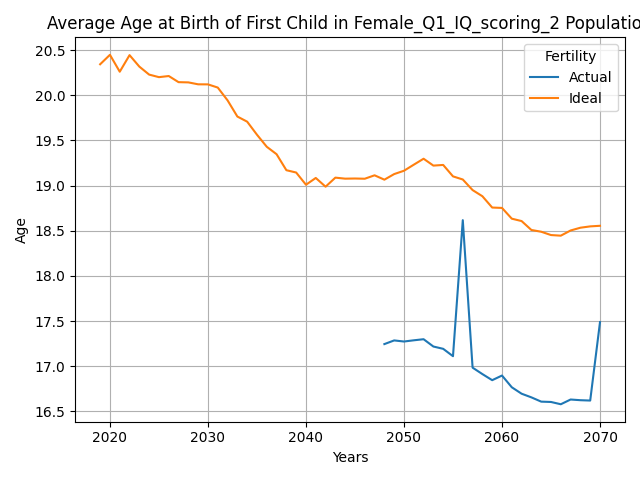 Average Age at Birth of First Child in Female_Q1_IQ_scoring_2 Populatio
Fertility
Actual
Ideal
20.5
20.0
19.5
19.0
18.5
18.0
17.5
17.0
16.5
Age
2020
2030
2040
2050
2060
2070
Years